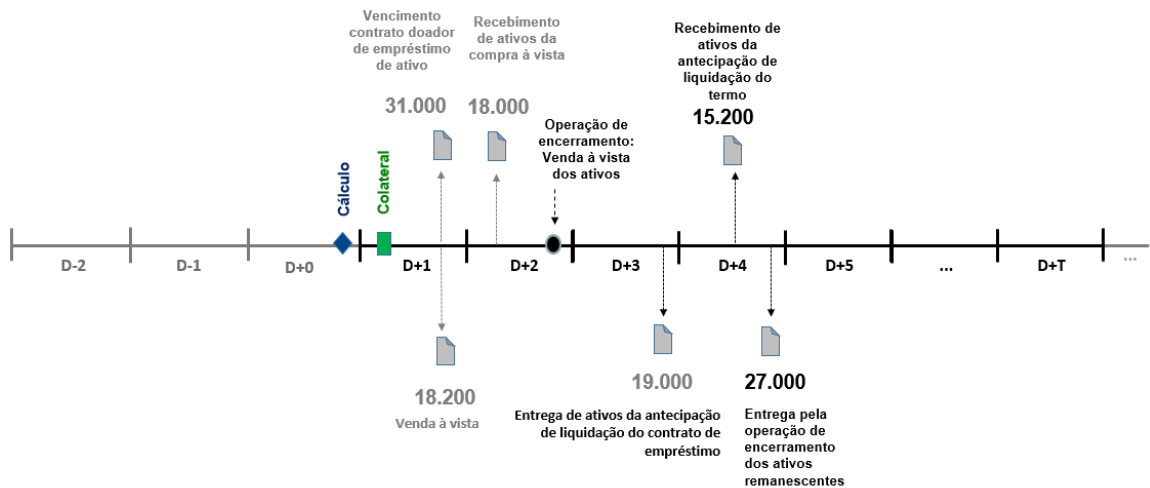 Vencimento
contrato doador
de empréstimo
de ativo
31.000
Recebimento
de ativos da
compra à vista
18.000
Operação de
encerramento:
Venda à vista
dos ativos
Recebimento de
ativos da
antecipação de
liquidação do
termo
15.200
Cálculo
Colateral
D-2
D-1
D+0
D+1
D+2
D+3
D+4
D+5
...
D+T
...
18.200
Venda à vista
19.000
Entrega de ativos da antecipação
de liquidação do contrato de
empréstimo
27.000
Entrega pela
operação de
encerramento
dos ativos
remanescentes